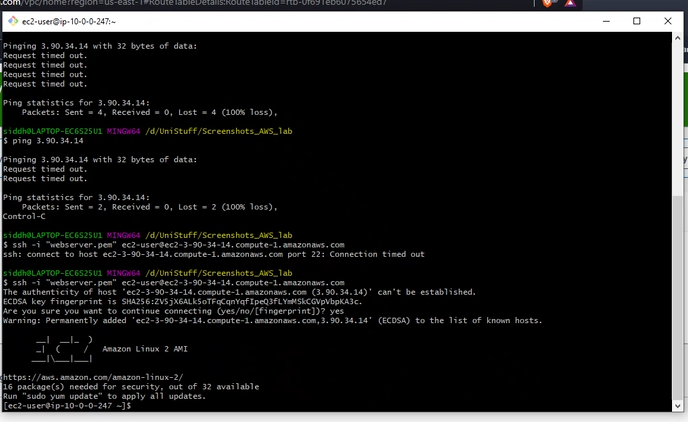 .com/vpc/home?region=us-east-1#RouteTableDetails:RouteTableId=rtb-0f691eb6075654ed7
ec2-user@ip-10-0-0-247:~
Pinging 3.90.34.14 with 32 bytes of data:
Request timed out.
Request timed out.
Request timed out.
Request timed out.
Ping statistics for 3.90.34.14:
    Packets: Sent = 4, Received = 0, Lost = 4 (100% loss),
siddh@LAPTOP-EC6S25U1 MINGW64 /d/UniStuff/Screenshots_AWS_lab
$ ping 3.90.34.14
Pinging 3.90.34.14 with 32 bytes of data:
Request timed out.
Request timed out.
Ping statistics for 3.90.34.14:
    Packets: Sent = 2, Received = 0, Lost = 2 (100% loss),
Control-C
siddh@LAPTOP-EC6S25U1 MINGW64 /d/UniStuff/Screenshots_AWS_lab
$ ssh -i "webserver.pem" ec2-user@ec2-3-90-34-14.compute-1.amazonaws.com
ssh: connect to host ec2-3-90-34-14.compute-1.amazonaws.com port 22: Connection timed out
siddh@LAPTOP-EC6S25U1 MINGW64 /d/UniStuff/Screenshots_AWS_lab
$ ssh -i "webserver.pem" ec2-user@ec2-3-90-34-14.compute-1.amazonaws.com
The authenticity of host 'ec2-3-90-34-14.compute-1.amazonaws.com (3.90.34.14)' can't be established.
ECDSA key fingerprint is SHA256:ZV5jX6ALk5oTFqCqnYqfIpeQ3fLYmMSkCGVpVbpKA3c.
Are you sure you want to continue connecting (yes/no/[fingerprint])? yes
Warning: Permanently added 'ec2-3-90-34-14.compute-1.amazonaws.com,3.90.34.14' (ECDSA) to the list of known hosts.
       __|  __|_  )
       _|  (     /   Amazon Linux 2 AMI
      ___|\___|___|
https://aws.amazon.com/amazon-linux-2/
16 package(s) needed for security, out of 32 available
Run "sudo yum update" to apply all updates.
[ec2-user@ip-10-0-0-247 ~]$